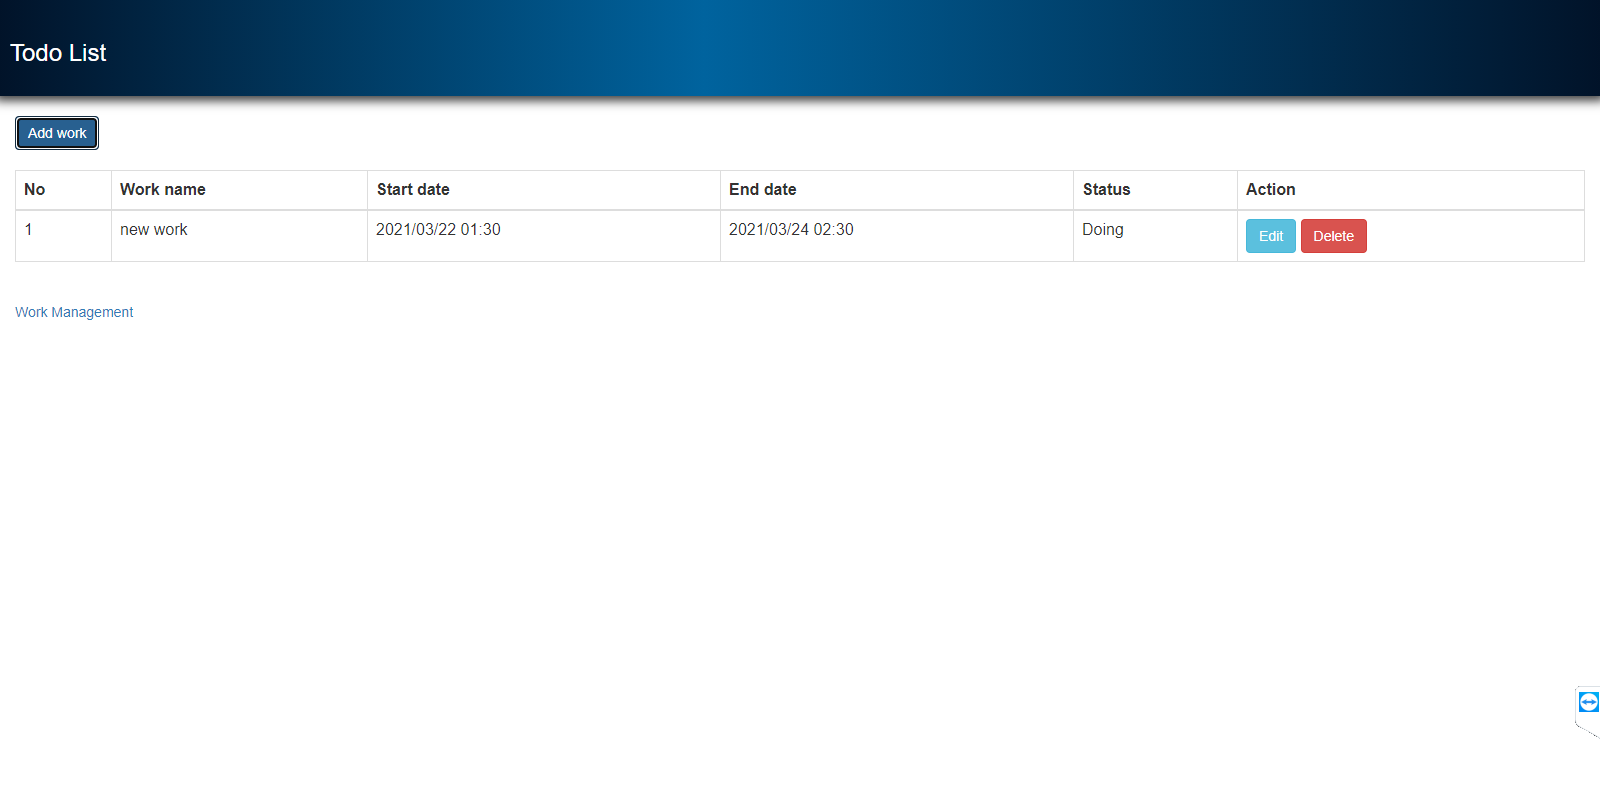 Todo List
Add work
No Work name Start date End date Status Action
1 new work 2021/03/22 01:30 2021/03/24 02:30 Doing Edit Delete
Work Management